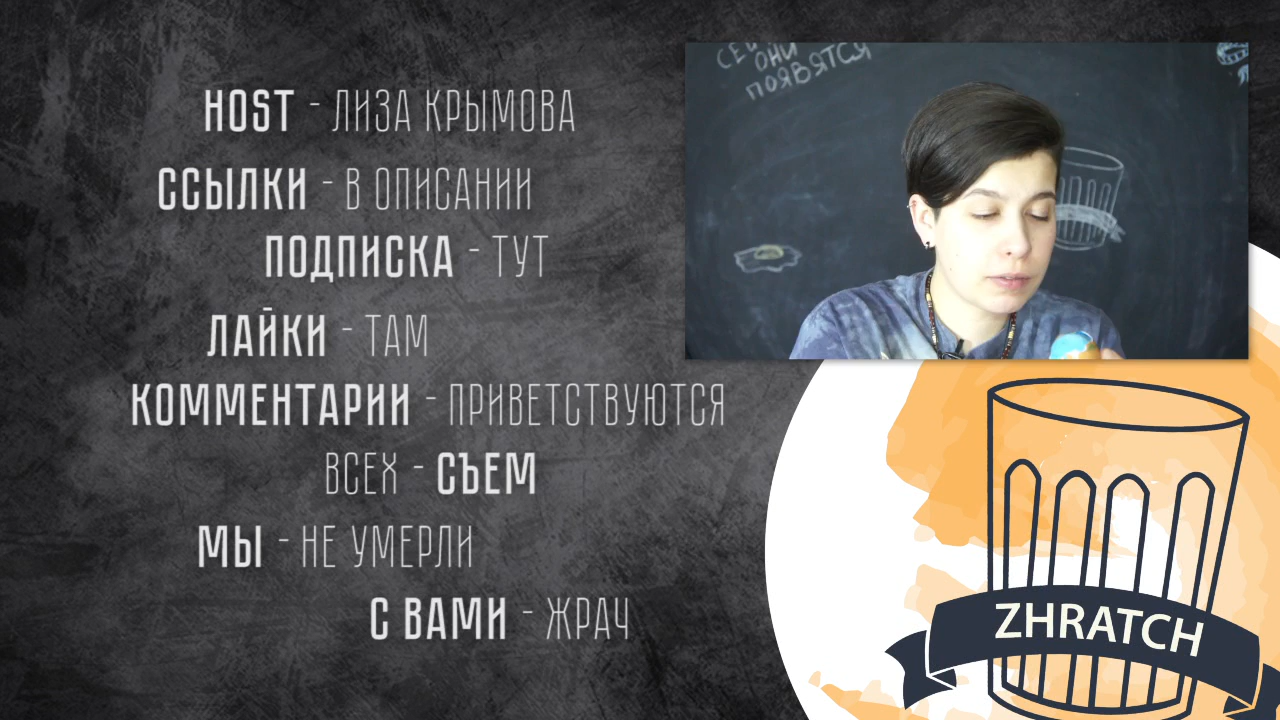 HOST - ЛИЗА КРЫМОВА
ССЫЛКИ - В ОПИСАНИИ
ПОДПИСКА - ТУТ
ЛАЙКИ - ТАМ
КОММЕНТАРИИ - ПРИВЕТСТВУЮТСЯ
ВСЕХ - СЪЕМ
МЫ - НЕ УМЕРЛИ
С ВАМИ - ЖРАЧ
ОНИ
ПОЯВЯТСЯ
ZHRATCH